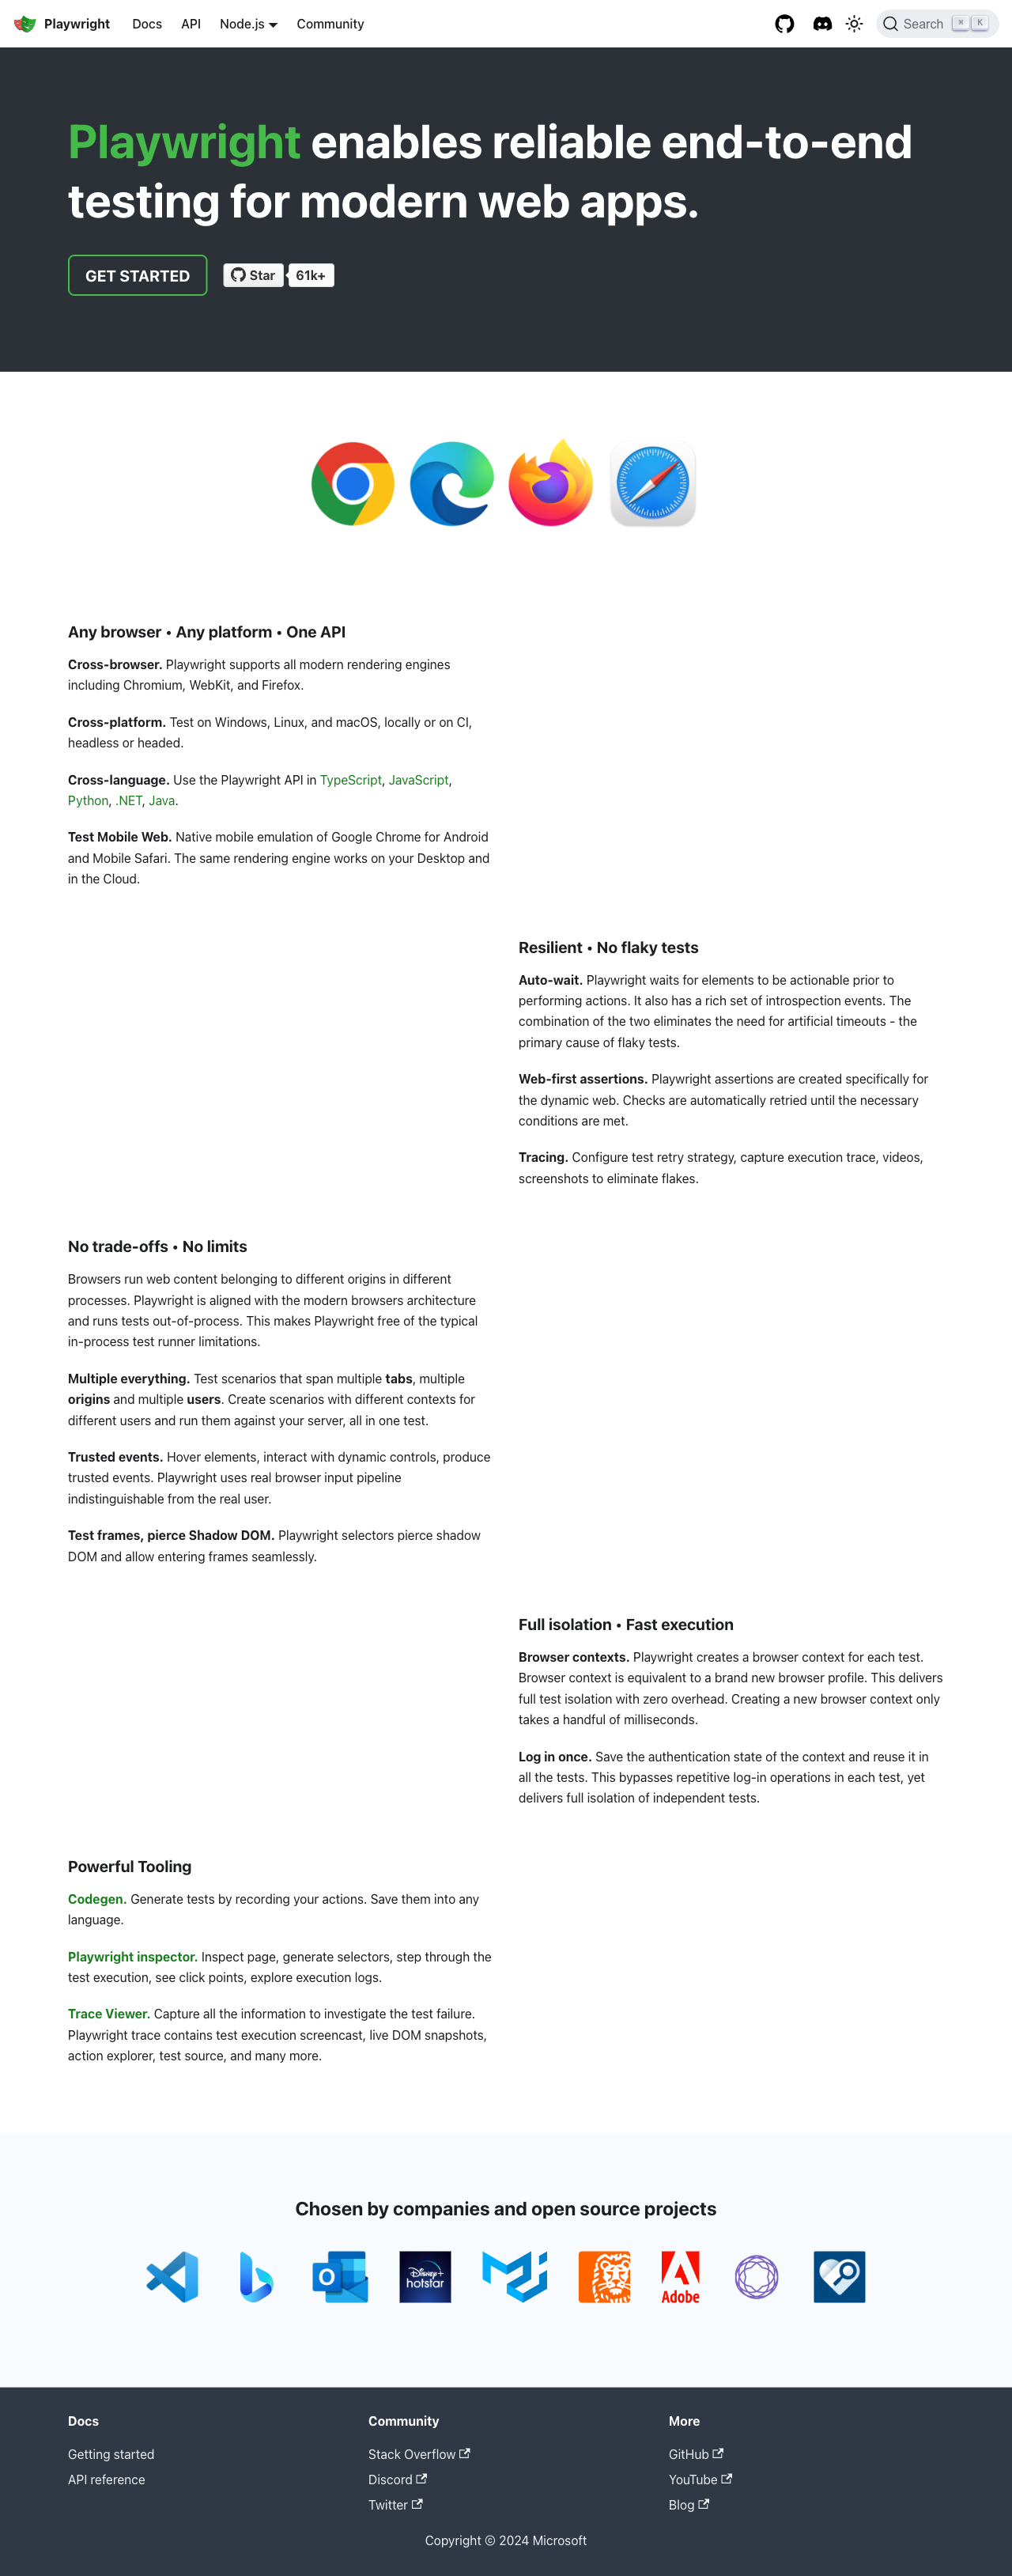 Playwright Docs API Node.js Community Search ⌘ K
Playwright enables reliable end-to-end
testing for modern web apps.
GET STARTED Star 61k+
Any browser • Any platform • One API
Cross-browser. Playwright supports all modern rendering engines
including Chromium, WebKit, and Firefox.
Cross-platform. Test on Windows, Linux, and macOS, locally or on CI,
headless or headed.
Cross-language. Use the Playwright API in TypeScript, JavaScript,
Python, .NET, Java.
Test Mobile Web. Native mobile emulation of Google Chrome for Android
and Mobile Safari. The same rendering engine works on your Desktop and
in the Cloud.
Resilient • No flaky tests
Auto-wait. Playwright waits for elements to be actionable prior to
performing actions. It also has a rich set of introspection events. The
combination of the two eliminates the need for artificial timeouts - the
primary cause of flaky tests.
Web-first assertions. Playwright assertions are created specifically for
the dynamic web. Checks are automatically retried until the necessary
conditions are met.
Tracing. Configure test retry strategy, capture execution trace, videos,
screenshots to eliminate flakes.
No trade-offs • No limits
Browsers run web content belonging to different origins in different
processes. Playwright is aligned with the modern browsers architecture
and runs tests out-of-process. This makes Playwright free of the typical
in-process test runner limitations.
Multiple everything. Test scenarios that span multiple tabs, multiple
origins and multiple users. Create scenarios with different contexts for
different users and run them against your server, all in one test.
Trusted events. Hover elements, interact with dynamic controls, produce
trusted events. Playwright uses real browser input pipeline
indistinguishable from the real user.
Test frames, pierce Shadow DOM. Playwright selectors pierce shadow
DOM and allow entering frames seamlessly.
Full isolation • Fast execution
Browser contexts. Playwright creates a browser context for each test.
Browser context is equivalent to a brand new browser profile. This delivers
full test isolation with zero overhead. Creating a new browser context only
takes a handful of milliseconds.
Log in once. Save the authentication state of the context and reuse it in
all the tests. This bypasses repetitive log-in operations in each test, yet
delivers full isolation of independent tests.
Powerful Tooling
Codegen. Generate tests by recording your actions. Save them into any
language.
Playwright inspector. Inspect page, generate selectors, step through the
test execution, see click points, explore execution logs.
Trace Viewer. Capture all the information to investigate the test failure.
Playwright trace contains test execution screencast, live DOM snapshots,
action explorer, test source, and many more.
Chosen by companies and open source projects
O
Disney+
hotstar
Adobe
Docs
Getting started
API reference
Community
Stack Overflow
Discord
Twitter
More
GitHub
YouTube
Blog
Copyright © 2024 Microsoft